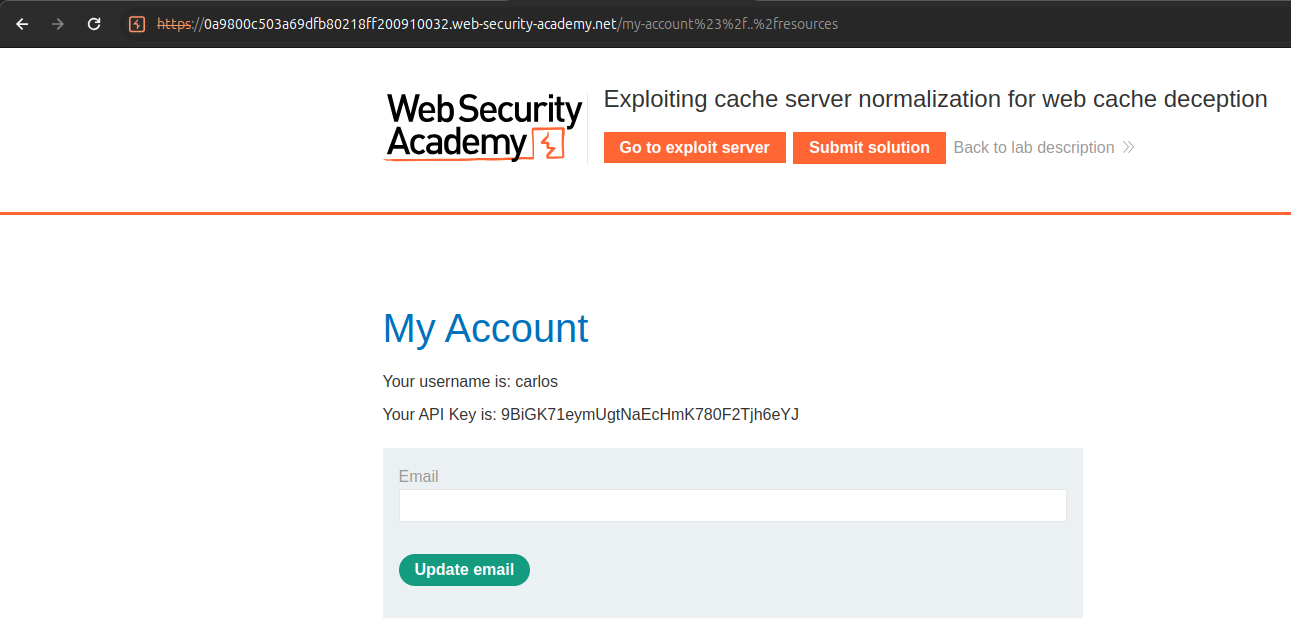 https://0a9800c503a69dfb80218ff200910032.web-security-academy.net/my-account%23%2f..%2fresources
Web Security
Academy
Exploiting cache server normalization for web cache deception
Go to exploit server
Submit solution
Back to lab description
My Account
Your username is: carlos
Your API Key is: 9BiGK71eymUgtNaEcHmK780F2Tjh6eYJ
Email
Update email